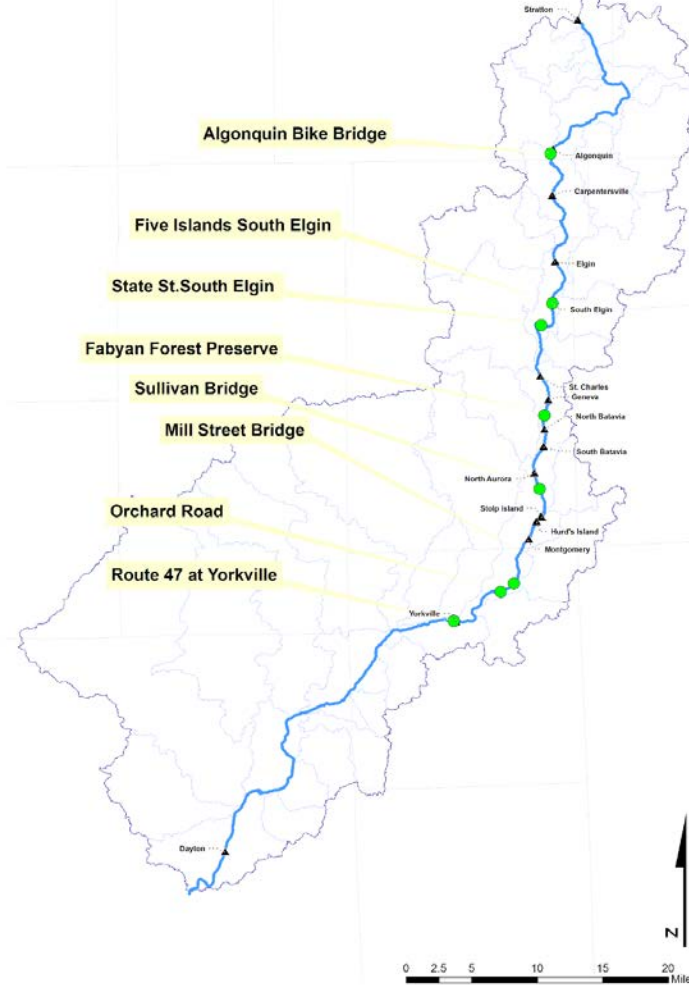 Stratton
Algonquin Bike Bridge
Algonquin
Carpentersville
Five Islands South Elgin
Elgin
State St.South Elgin
South Elgin
Fabyan Forest Preserve
St. Charles
Sullivan Bridge
Geneva
North Batavia
Mill Street Bridge
South Batavia
North Aurora
Orchard Road
Stolp Island
Hurd's Island
Montgomery
Route 47 at Yorkville
Yorkville
Dayton
N
0 2.5 5 10 15 20
Mile